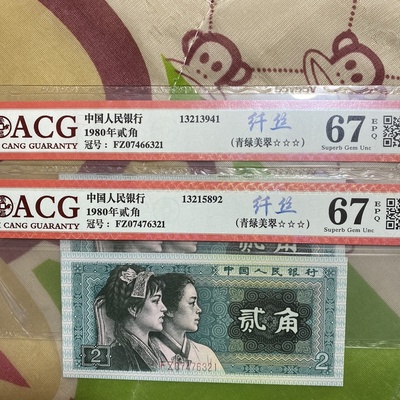 ACG
CANG GUARANTY
中国人民银行
1980年贰角
冠号：FZ07466321
13213941
纤丝
(青绿美翠☆☆☆)
67
EPQ
Superb Gem Unc
ACG
CANG GUARANTY
中国人民银行
1980年贰角
冠号：FZ07476321
13215892
纤丝
(青绿美翠☆☆☆)
67
EPQ
Superb Gem Unc
中国人民银行
贰角
FZ07476321
2
2